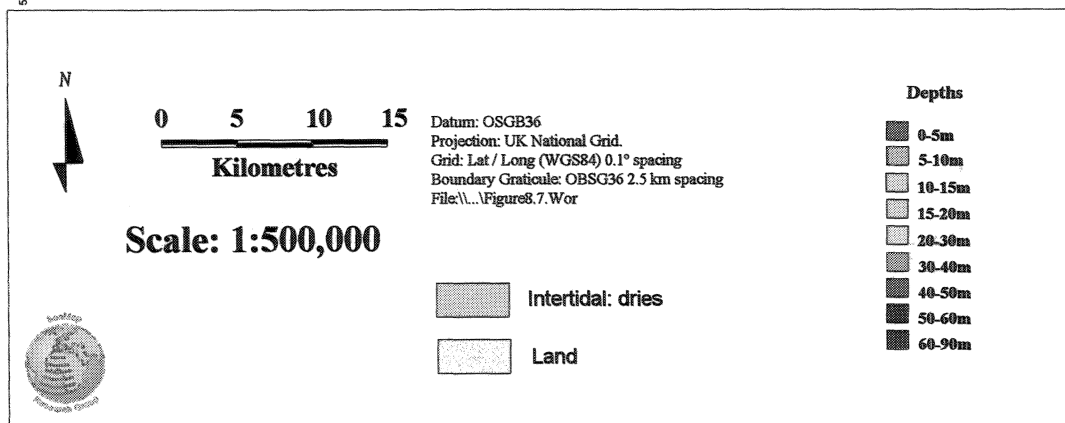 N
0 5 10 15
Kilometres
Scale: 1:500,000
Datum: OSGB36
Projection: UK National Grid.
Grid: Lat / Long (WGS84) 0.1° spacing
Boundary Graticule: OBSG36 2.5 km spacing
File:\\...\Figure8.7.Wor
Intertidal: dries
Land
Depths
0-5m
5-10m
10-15m
15-20m
20-30m
30-40m
40-50m
50-60m
60-90m
Research Group